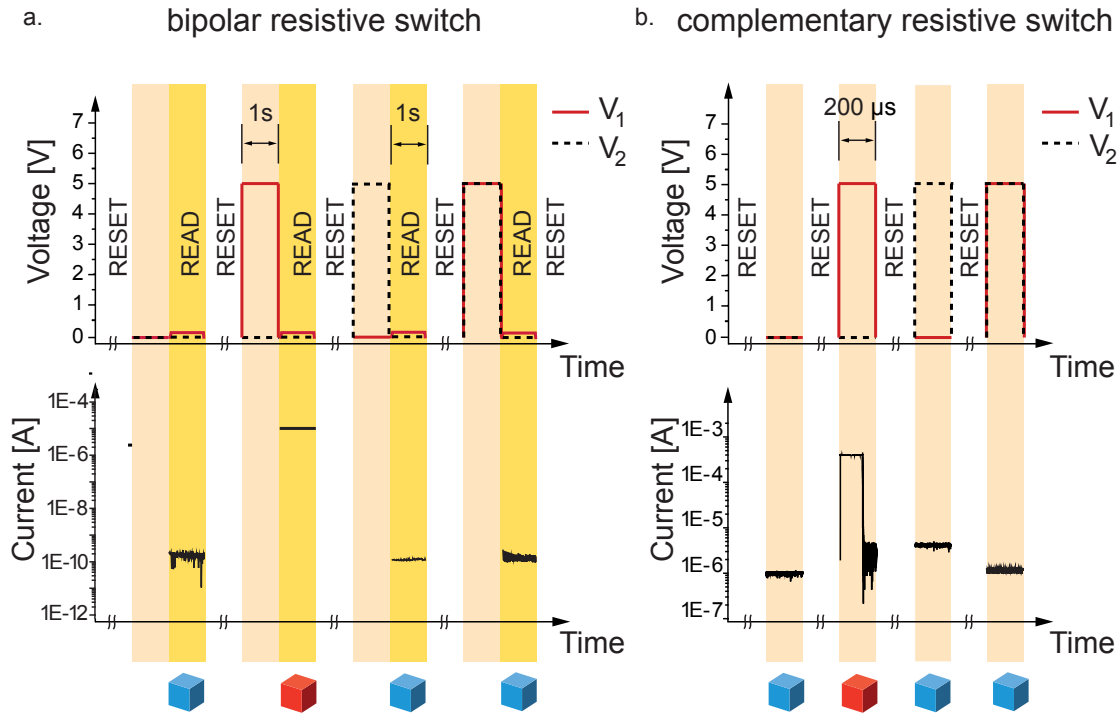 a. bipolar resistive switch
b. complementary resistive switch
Voltage [V]
7
6
5
4
3
2
1
0
RESET
READ
RESET
1s
READ
RESET
1s
READ
RESET
READ
RESET
V1
V2
Time
Current [A]
1E-4
1E-6
1E-8
1E-10
1E-12
Time
Voltage [V]
7
6
5
4
3
2
1
0
RESET
RESET
200 µs
RESET
RESET
V1
V2
Time
Current [A]
1E-3
1E-4
1E-5
1E-6
1E-7
Time